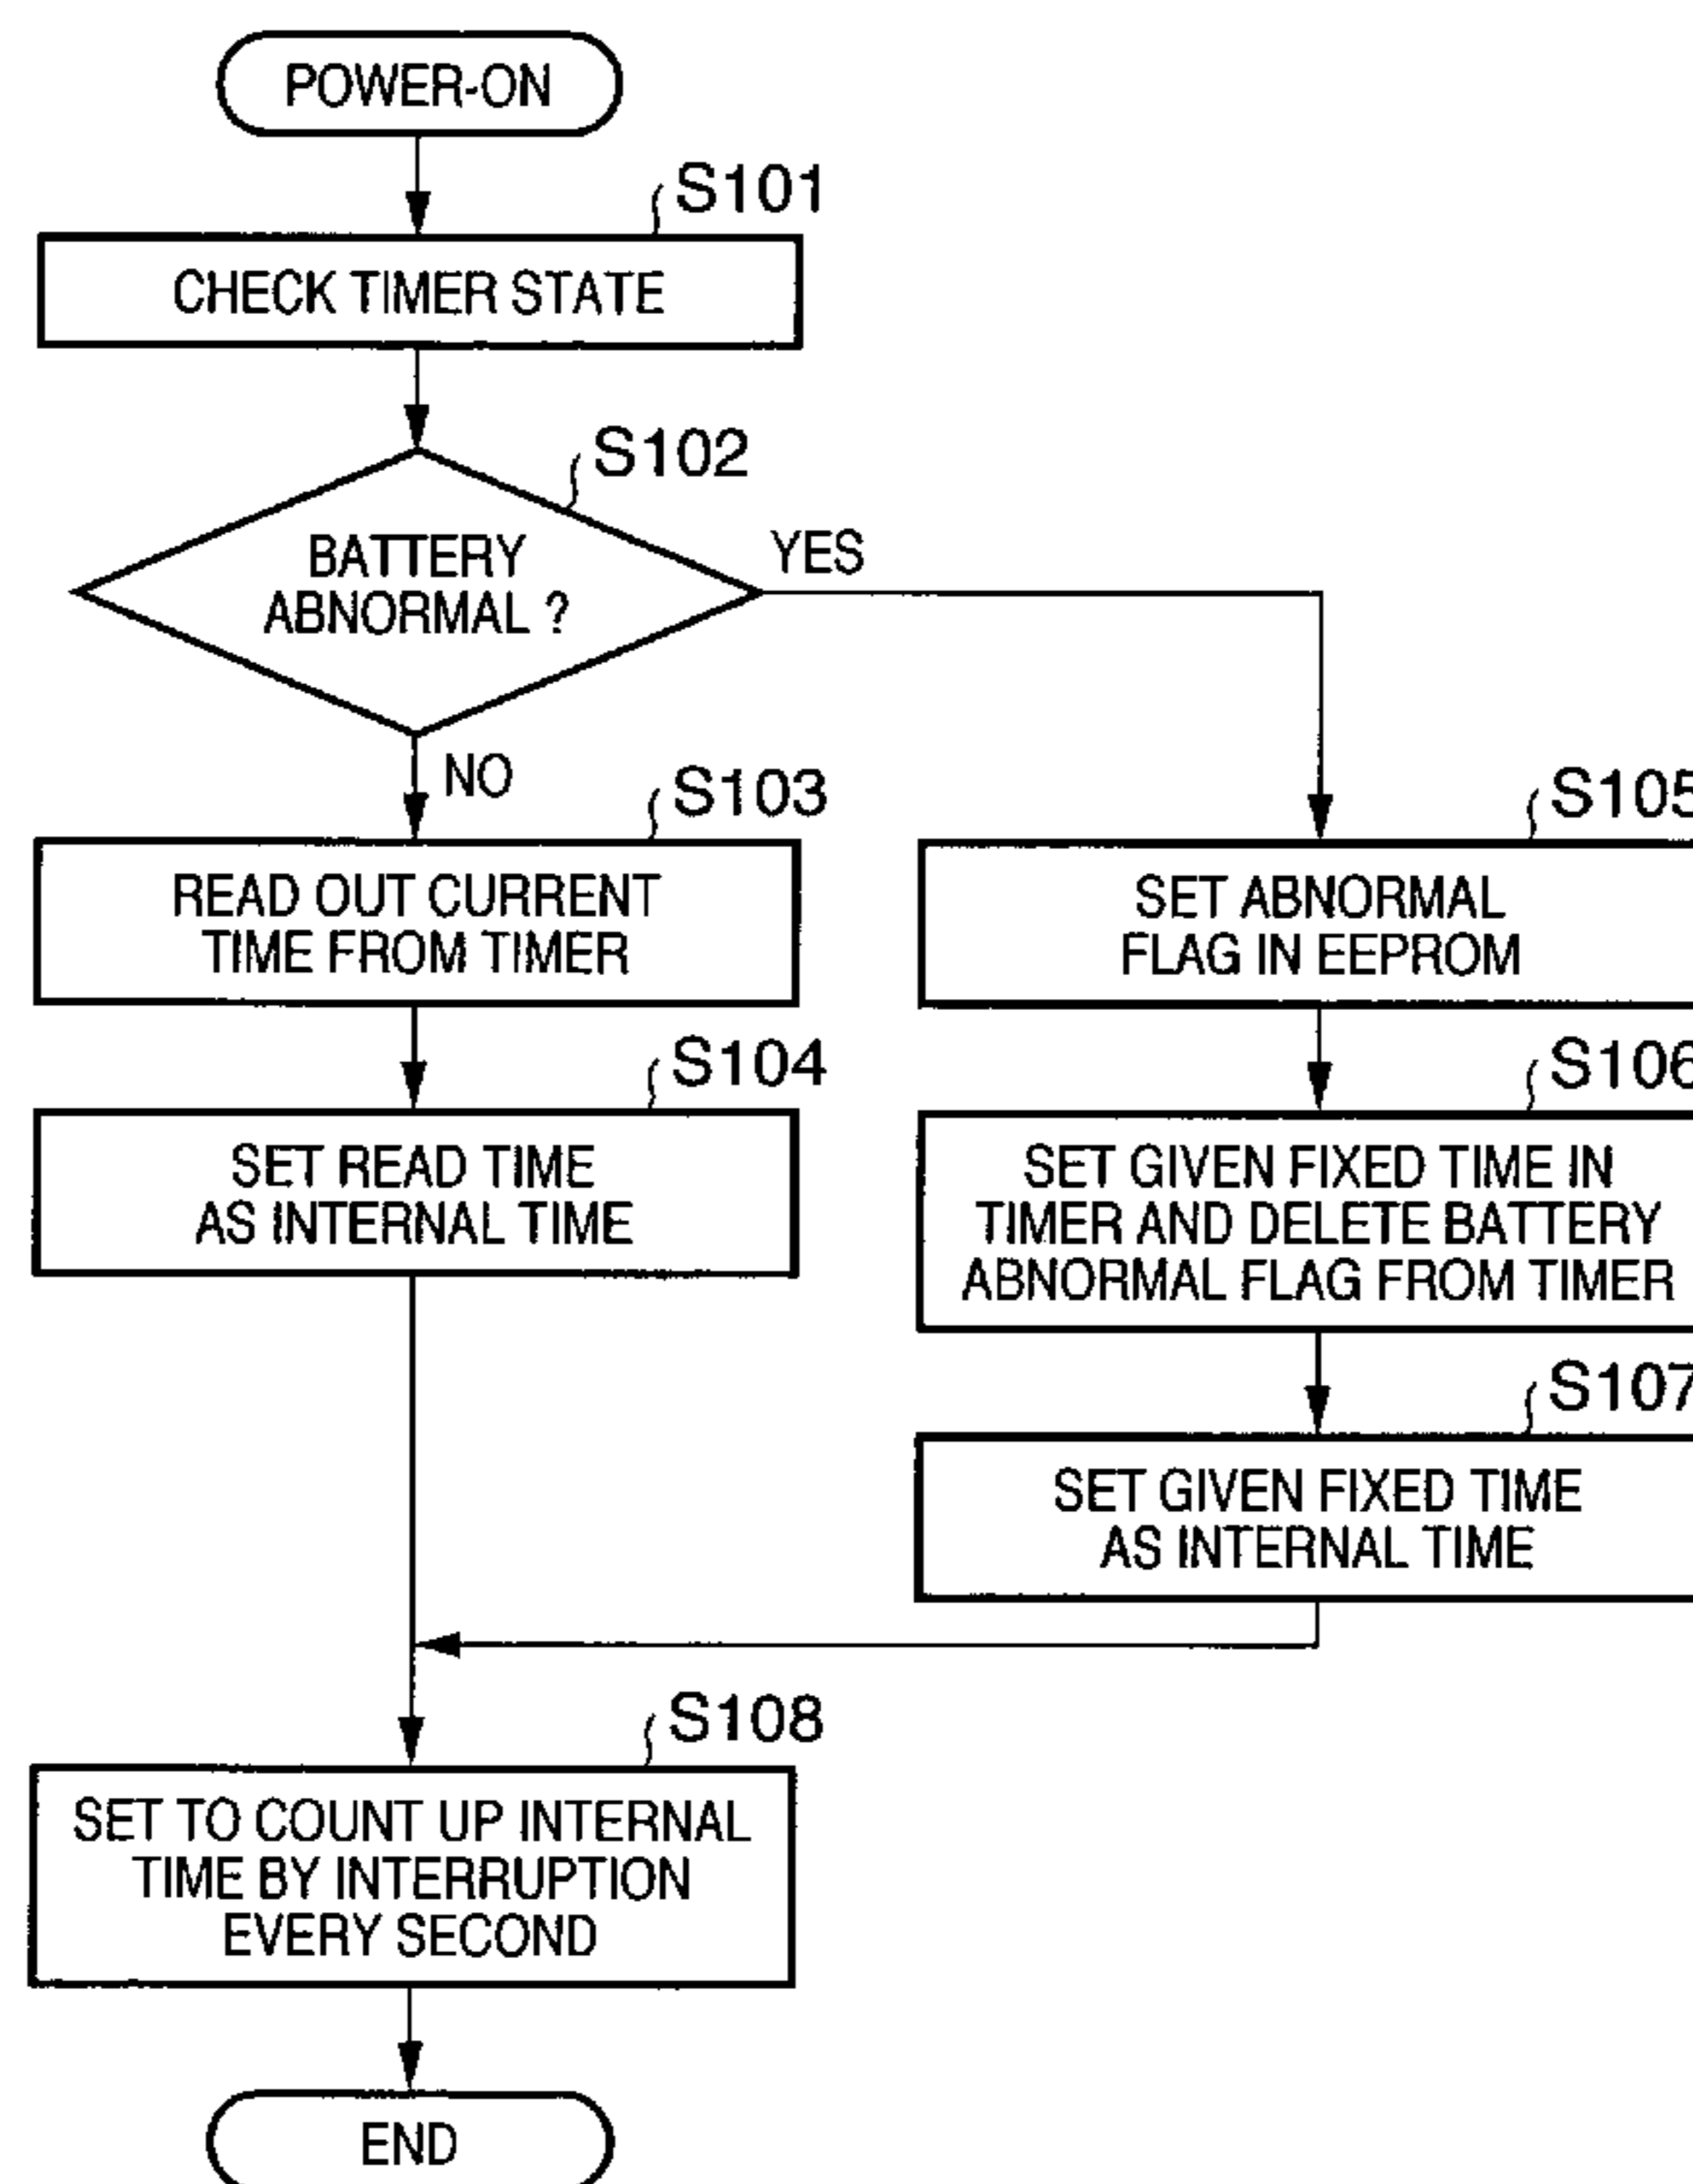 POWER-ON
S101
CHECK TIMER STATE
S102
BATTERY
ABNORMAL ?
YES
NO
S103
READ OUT CURRENT
TIME FROM TIMER
S104
SET READ TIME
AS INTERNAL TIME
S105
SET ABNORMAL
FLAG IN EEPROM
S106
SET GIVEN FIXED TIME IN
TIMER AND DELETE BATTERY
ABNORMAL FLAG FROM TIMER
S107
SET GIVEN FIXED TIME
AS INTERNAL TIME
S108
SET TO COUNT UP INTERNAL
TIME BY INTERRUPTION
EVERY SECOND
END